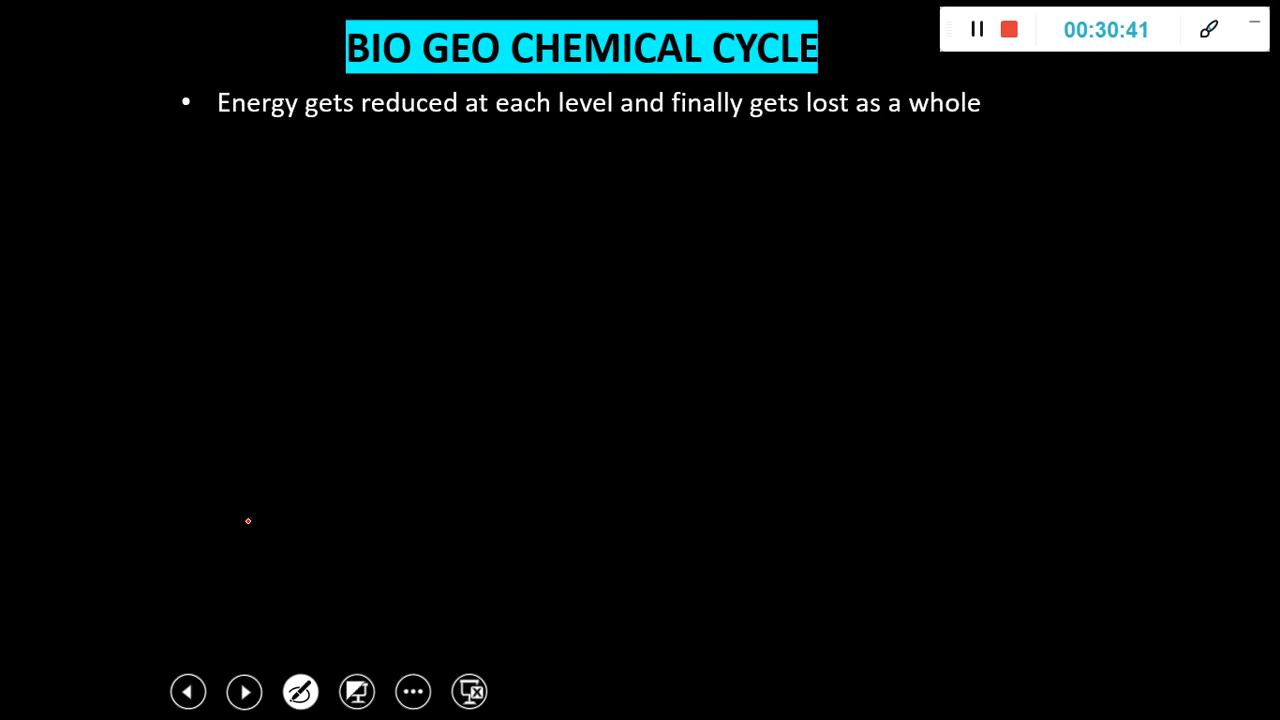 BIO GEO CHEMICAL CYCLE
00:30:41
• Energy gets reduced at each level and finally gets lost as a whole